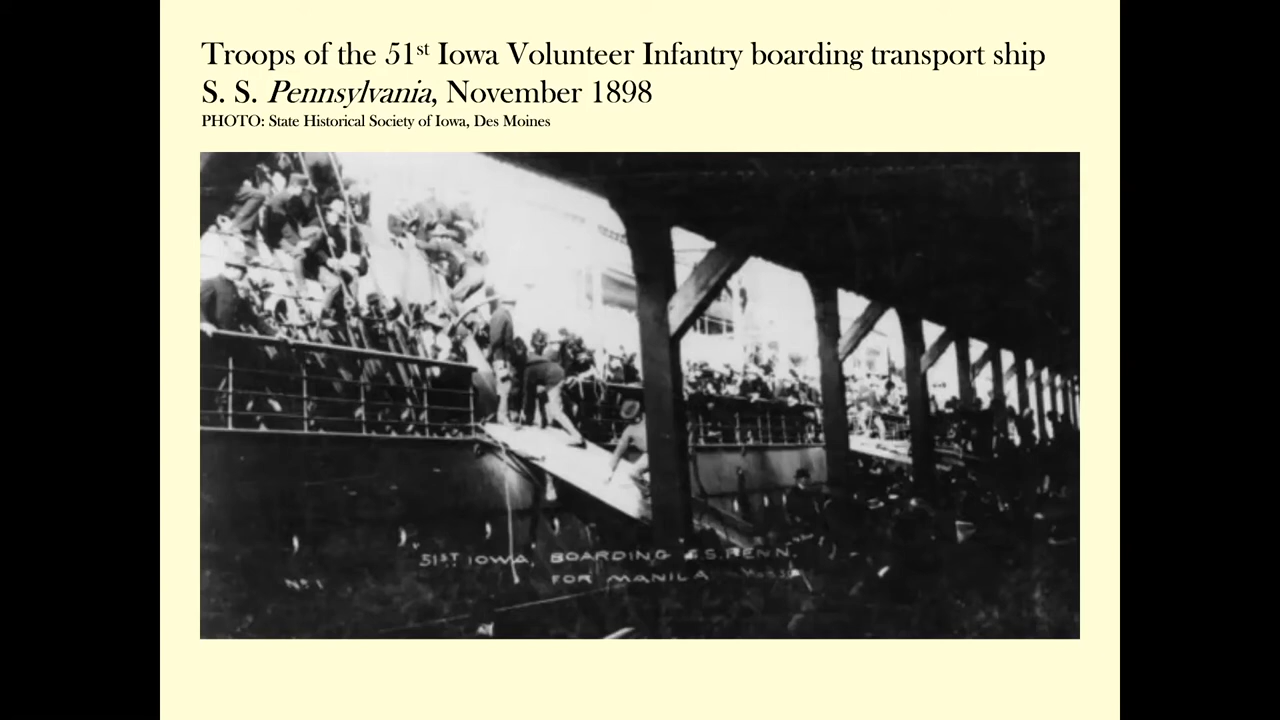 Troops of the 51st Iowa Volunteer Infantry boarding transport ship
S. S. Pennsylvania, November 1898
PHOTO: State Historical Society of Iowa, Des Moines
"51ST IOWA," BOARDING S.S. PENN.
FOR MANILA
No 1